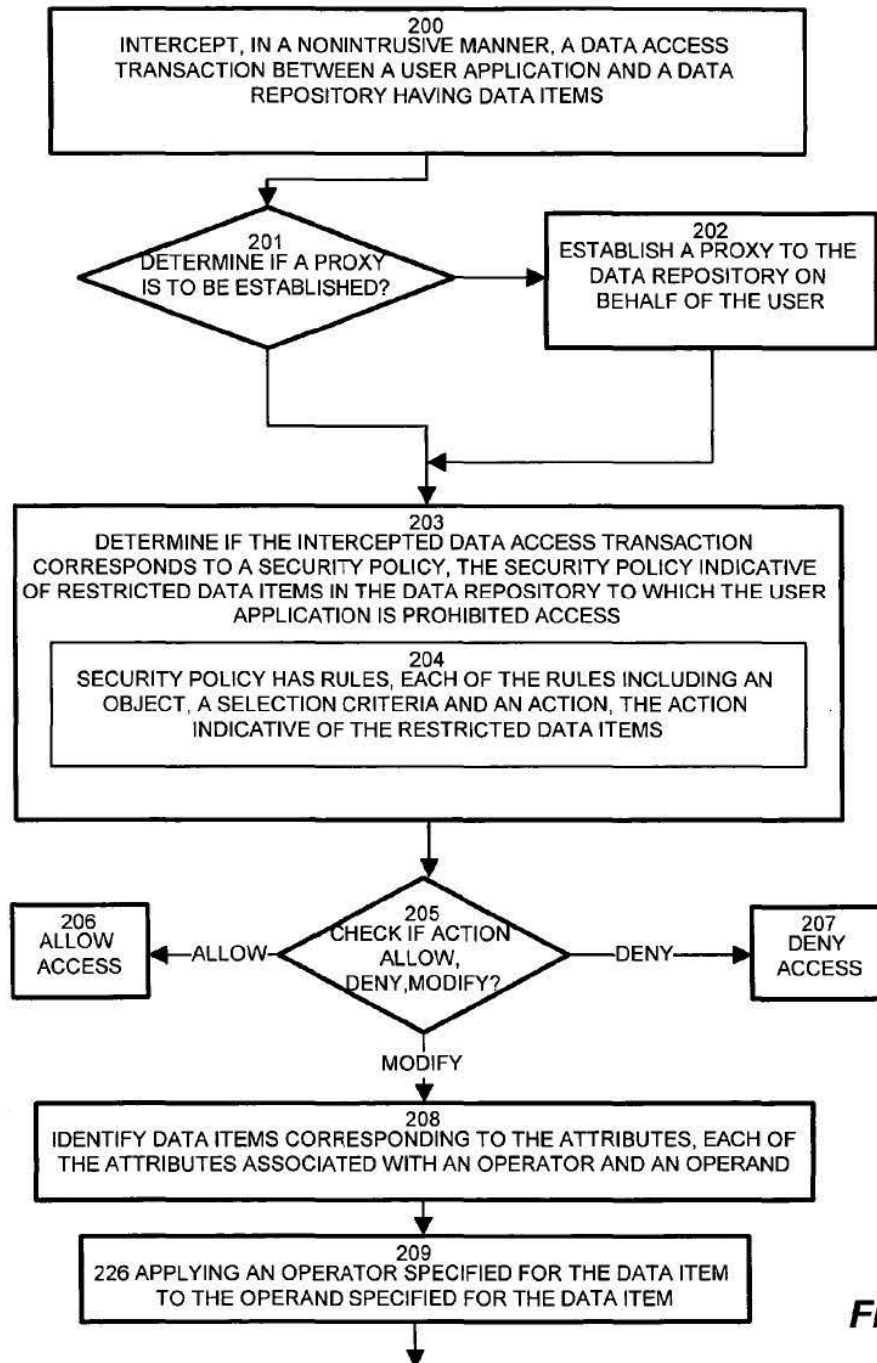 200
INTERCEPT, IN A NONINTRUSIVE MANNER, A DATA ACCESS
TRANSACTION BETWEEN A USER APPLICATION AND A DATA
REPOSITORY HAVING DATA ITEMS
201
DETERMINE IF A PROXY
IS TO BE ESTABLISHED?
202
ESTABLISH A PROXY TO THE
DATA REPOSITORY ON
BEHALF OF THE USER
203
DETERMINE IF THE INTERCEPTED DATA ACCESS TRANSACTION
CORRESPONDS TO A SECURITY POLICY, THE SECURITY POLICY INDICATIVE
OF RESTRICTED DATA ITEMS IN THE DATA REPOSITORY TO WHICH THE USER
APPLICATION IS PROHIBITED ACCESS
204
SECURITY POLICY HAS RULES, EACH OF THE RULES INCLUDING AN
OBJECT, A SELECTION CRITERIA AND AN ACTION, THE ACTION
INDICATIVE OF THE RESTRICTED DATA ITEMS
205
CHECK IF ACTION
ALLOW,
DENY,MODIFY?
206
ALLOW
ACCESS
ALLOW
DENY
207
DENY
ACCESS
MODIFY
208
IDENTIFY DATA ITEMS CORRESPONDING TO THE ATTRIBUTES, EACH OF
THE ATTRIBUTES ASSOCIATED WITH AN OPERATOR AND AN OPERAND
209
226 APPLYING AN OPERATOR SPECIFIED FOR THE DATA ITEM
TO THE OPERAND SPECIFIED FOR THE DATA ITEM